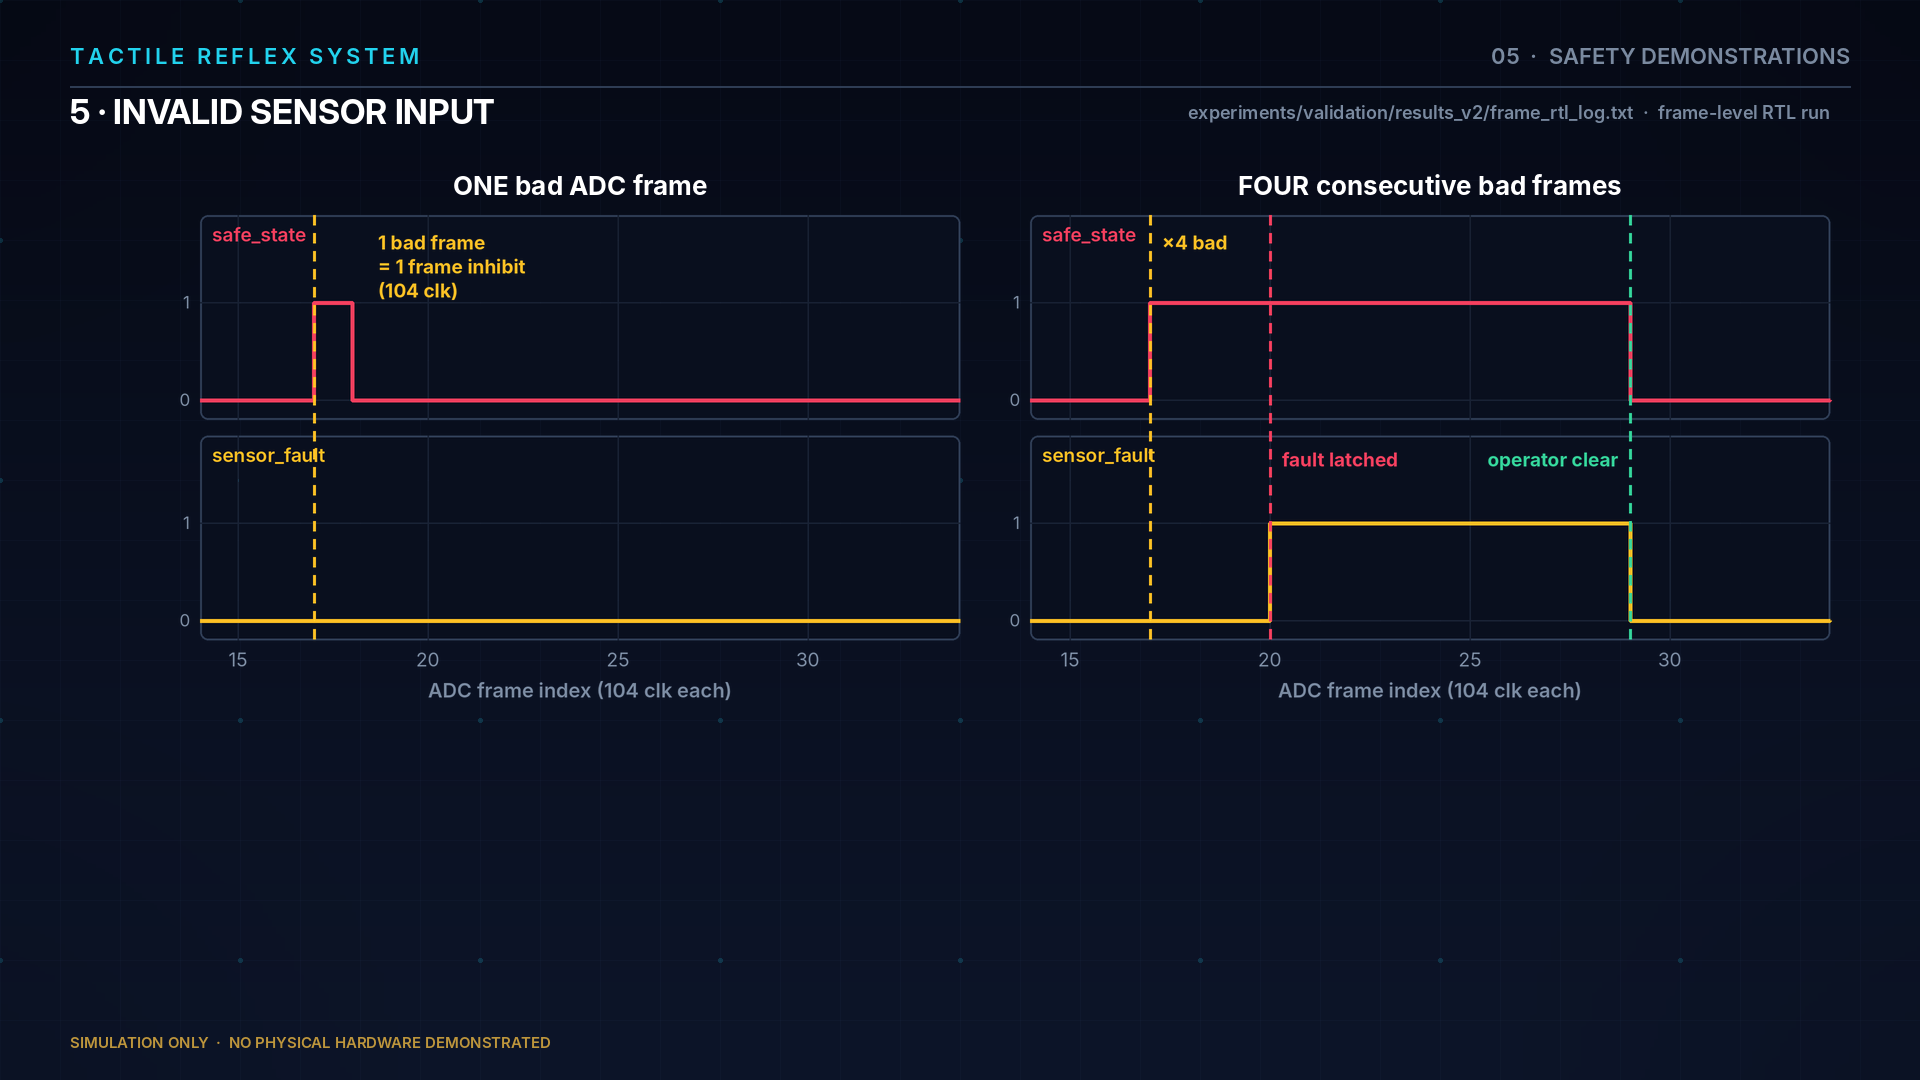 TACTILE REFLEX SYSTEM
05 · SAFETY DEMONSTRATIONS
5 · INVALID SENSOR INPUT
experiments/validation/results_v2/frame_rtl_log.txt · frame-level RTL run
ONE bad ADC frame
safe_state
1 bad frame
= 1 frame inhibit
(104 clk)
1
0
sensor_fault
1
0
15 20 25 30
ADC frame index (104 clk each)
FOUR consecutive bad frames
safe_state
×4 bad
1
0
sensor_fault
fault latched
operator clear
1
0
15 20 25 30
ADC frame index (104 clk each)
SIMULATION ONLY · NO PHYSICAL HARDWARE DEMONSTRATED